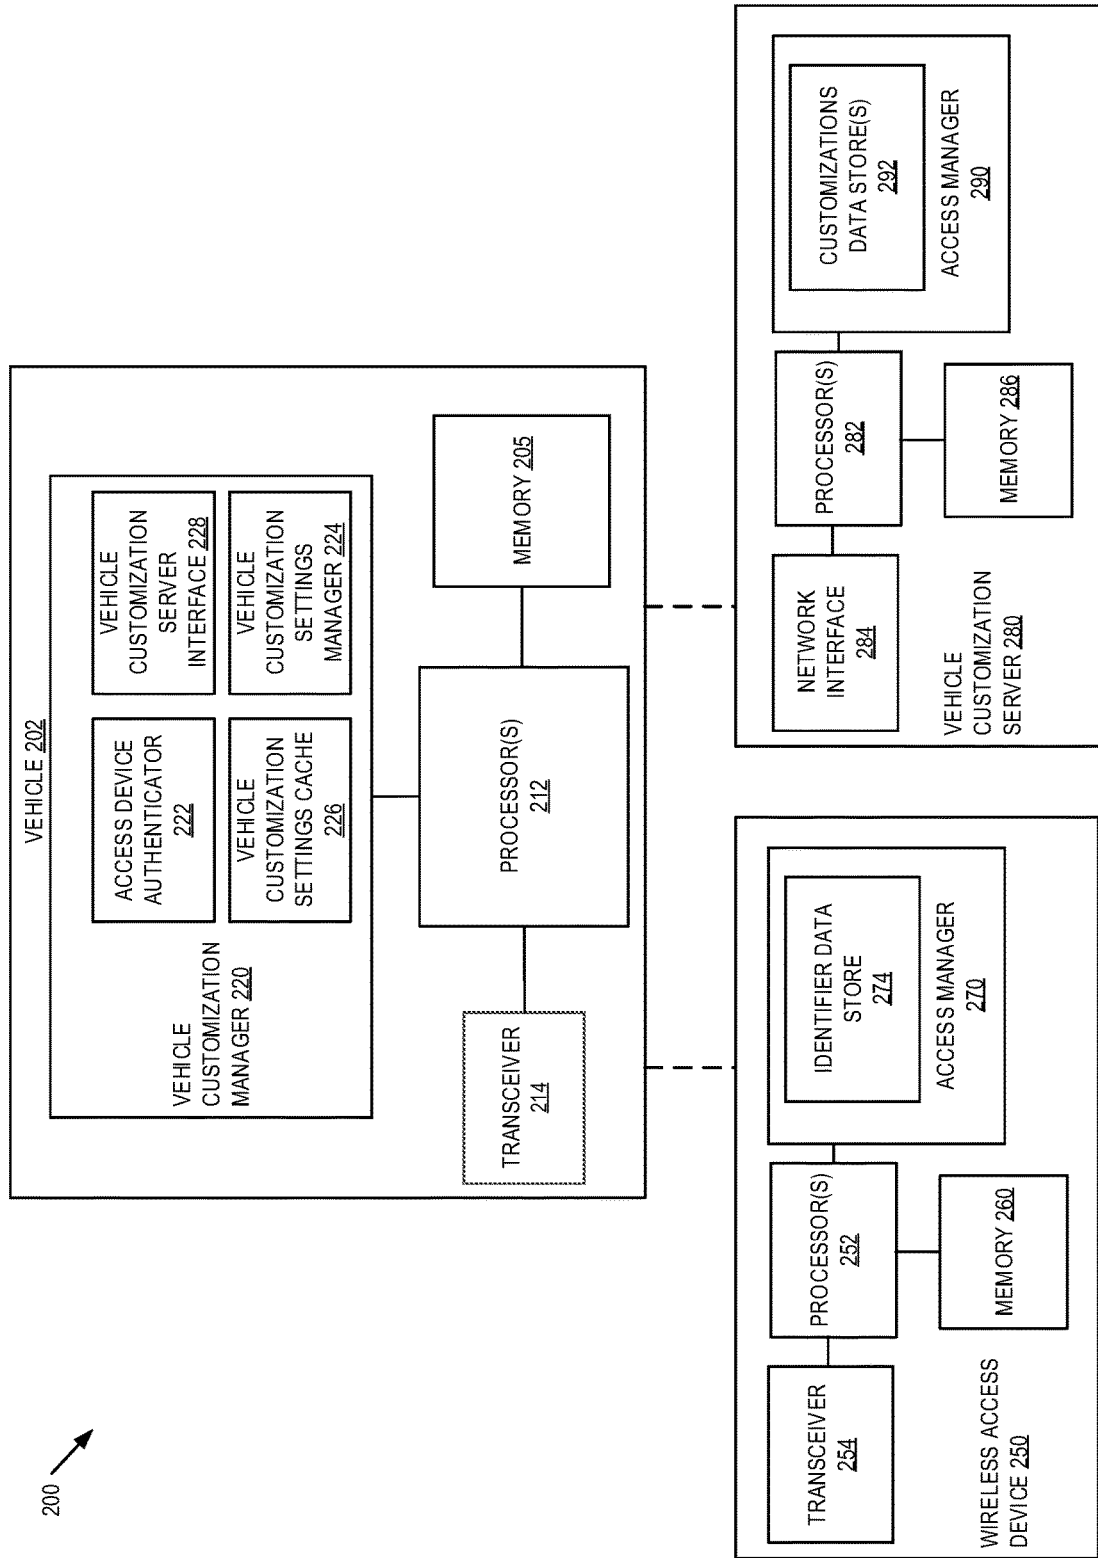 200
VEHICLE 202
VEHICLE
CUSTOMIZATION
MANAGER 220
ACCESS DEVICE
AUTHENTICATOR
222
VEHICLE
CUSTOMIZATION
SERVER
INTERFACE 228
VEHICLE
CUSTOMIZATION
SETTINGS CACHE
226
VEHICLE
CUSTOMIZATION
SETTINGS
MANAGER 224
TRANSCEIVER
214
PROCESSOR(S)
212
MEMORY 205
TRANSCEIVER
254
PROCESSOR(S)
252
IDENTIFIER DATA
STORE
274
ACCESS MANAGER
270
MEMORY 260
WIRELESS ACCESS
DEVICE 250
NETWORK
INTERFACE
284
PROCESSOR(S)
282
CUSTOMIZATIONS
DATA STORE(S)
292
ACCESS MANAGER
290
MEMORY 286
VEHICLE
CUSTOMIZATION
SERVER 280